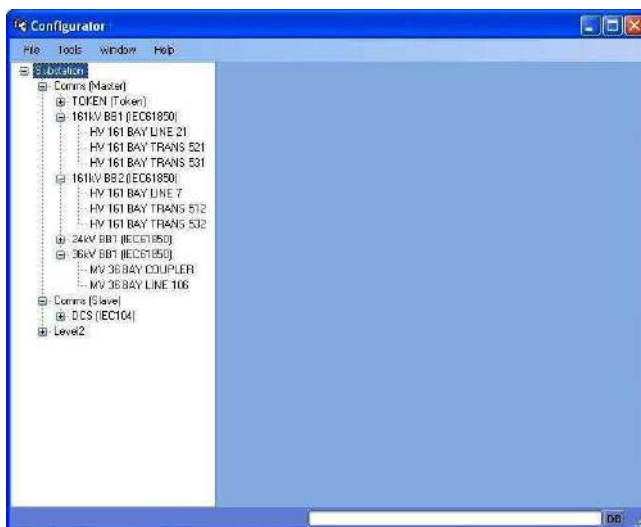 Configurator
File Tools Window Help
Substation
Comms (Master)
TOKEN (Token)
161kV BB1 (IEC61850)
HV 161 BAY LINE 21
HV 161 BAY TRANS 521
HV 161 BAY TRANS 531
161kV BB2 (IEC61850)
HV 161 BAY LINE 7
HV 161 BAY TRANS 512
HV 161 BAY TRANS 532
24kV BB1 (IEC61850)
36kV BB1 (IEC61850)
MV 36 BAY COUPLER
MV 36 BAY LINE 106
Comms (Slave)
DCS (IEC104)
Level2
DB